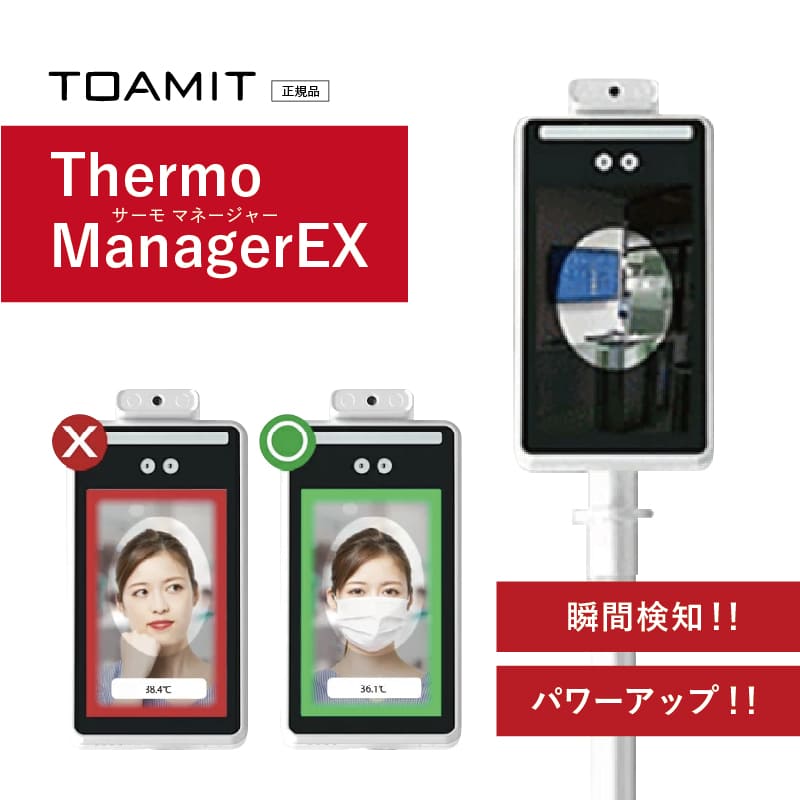 TOAMIT 正規品
Thermo
サーモ マネージャー
ManagerEX
X
38.4℃
36.1℃
瞬間検知!!
パワーアップ!!